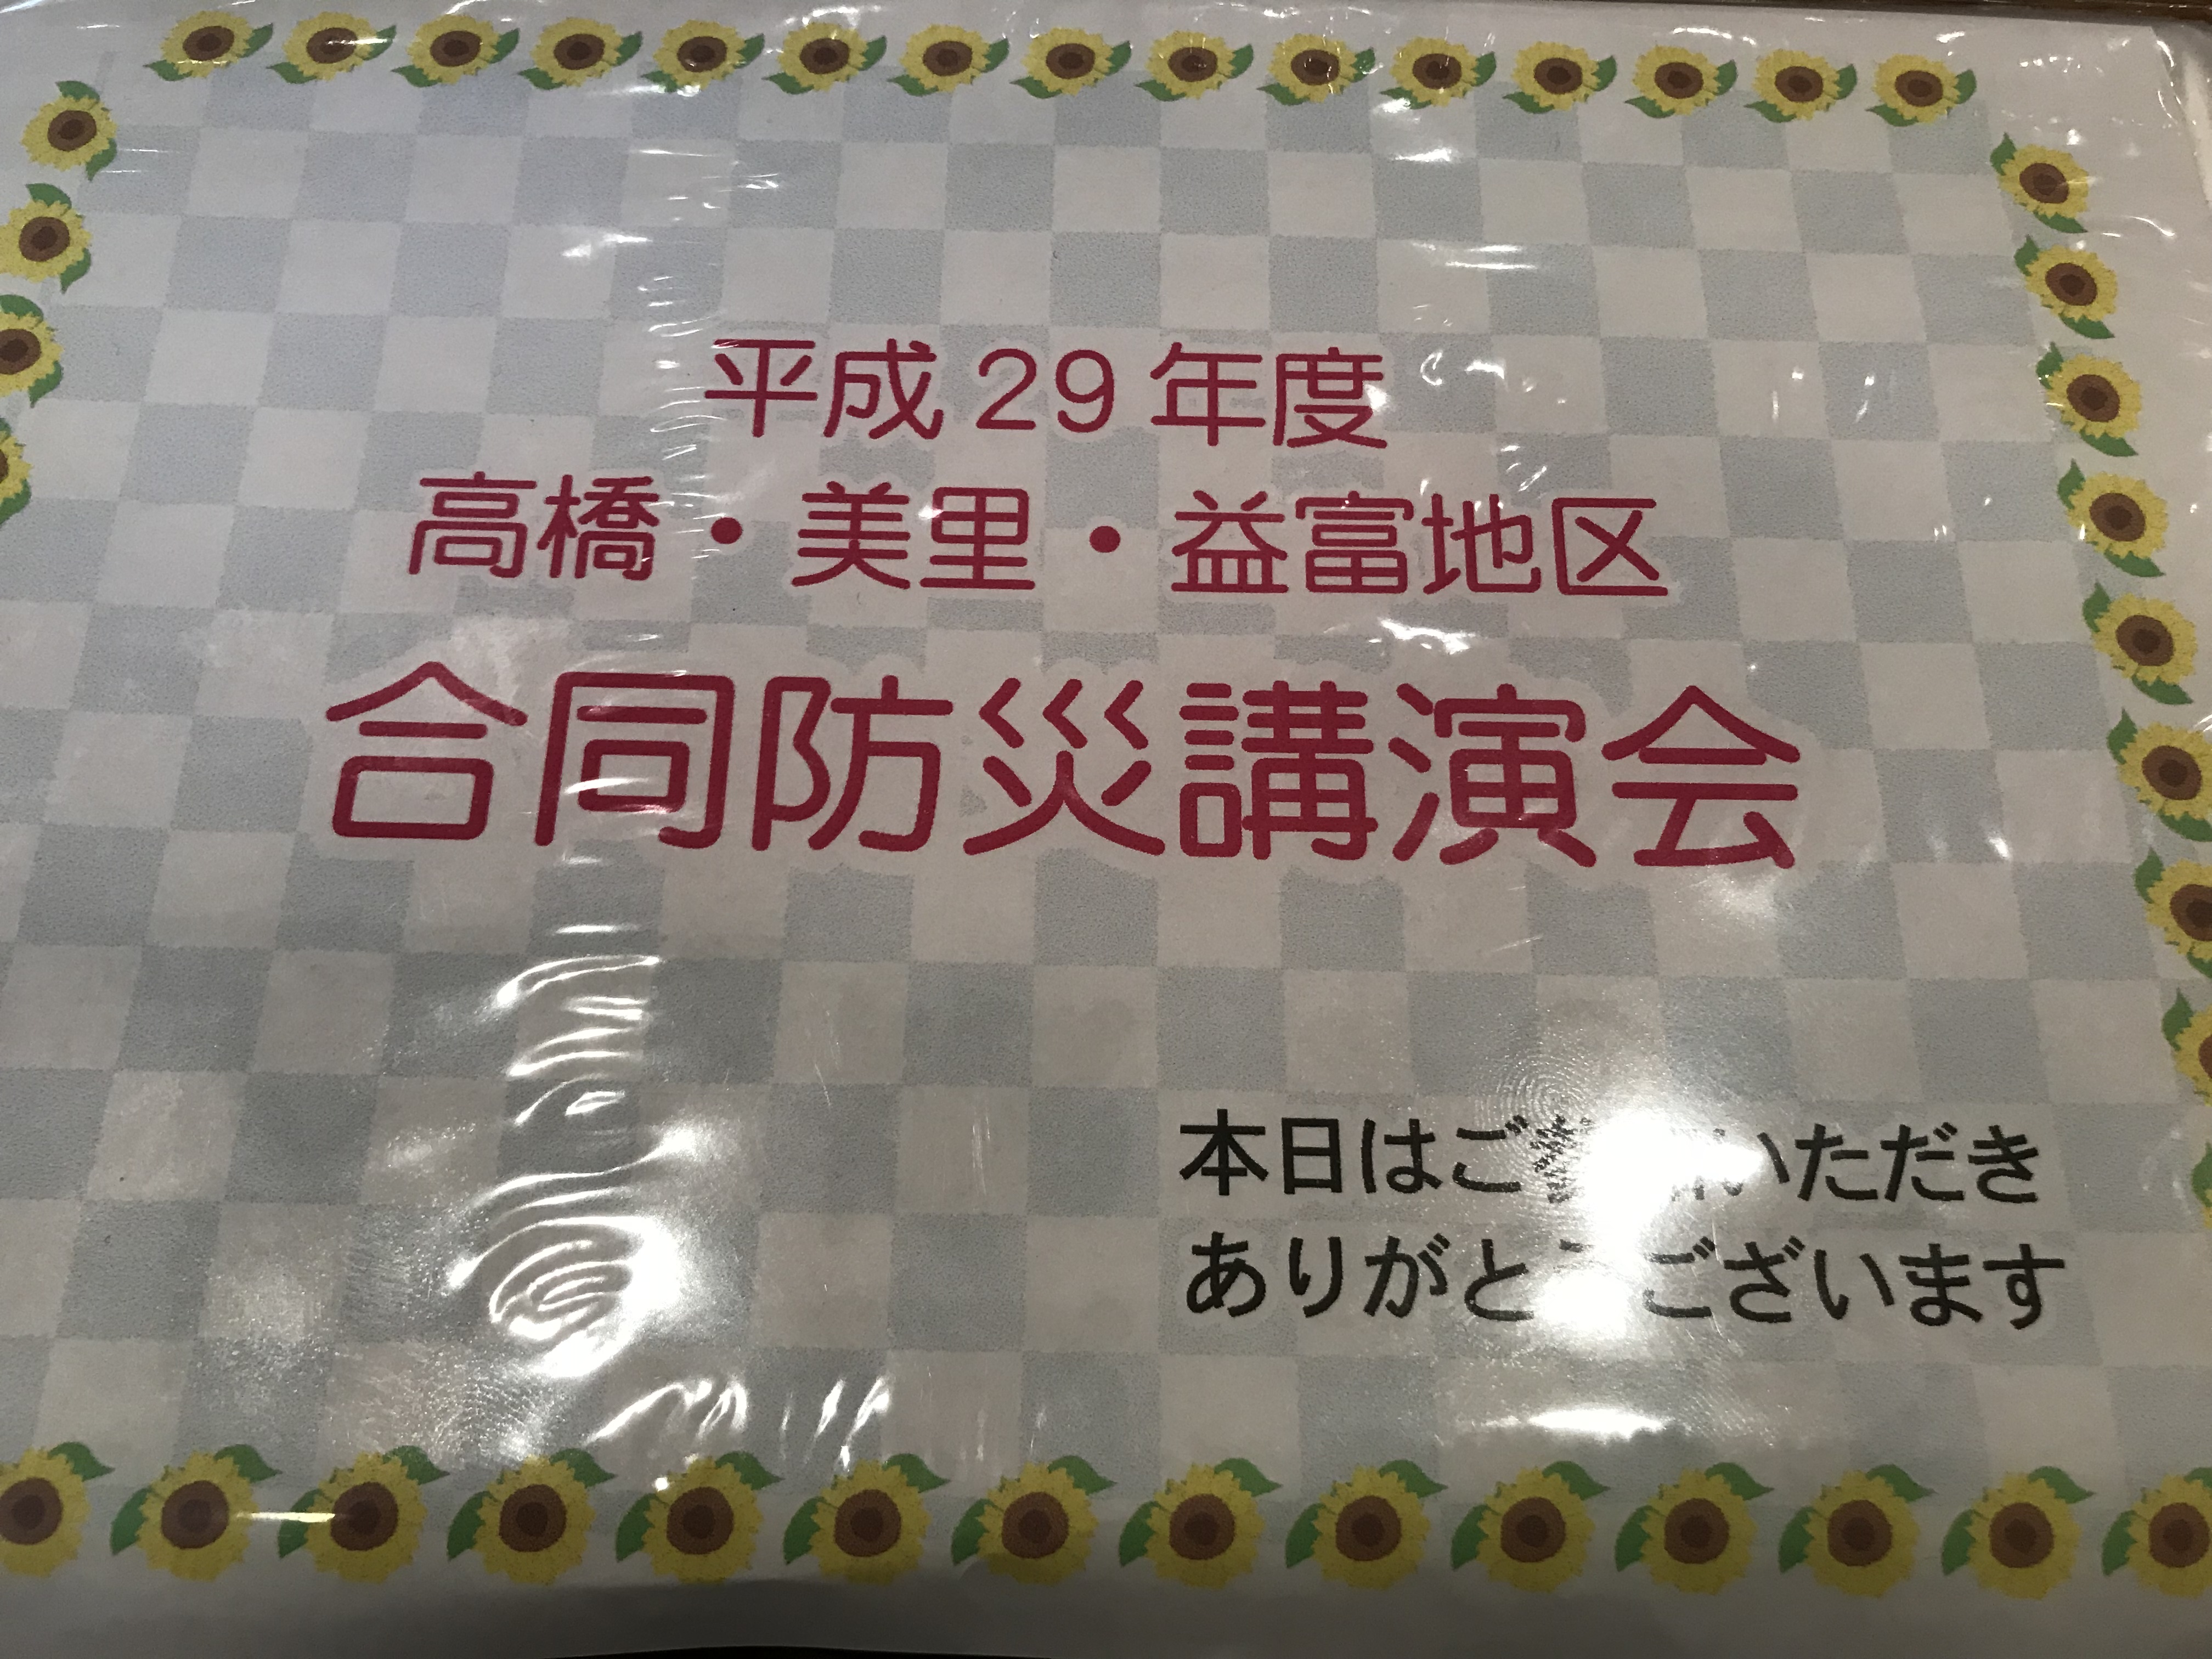 平成29年度
高橋・美里・益富地区
合同防災講演会
本日はご いただき
ありがとうございます